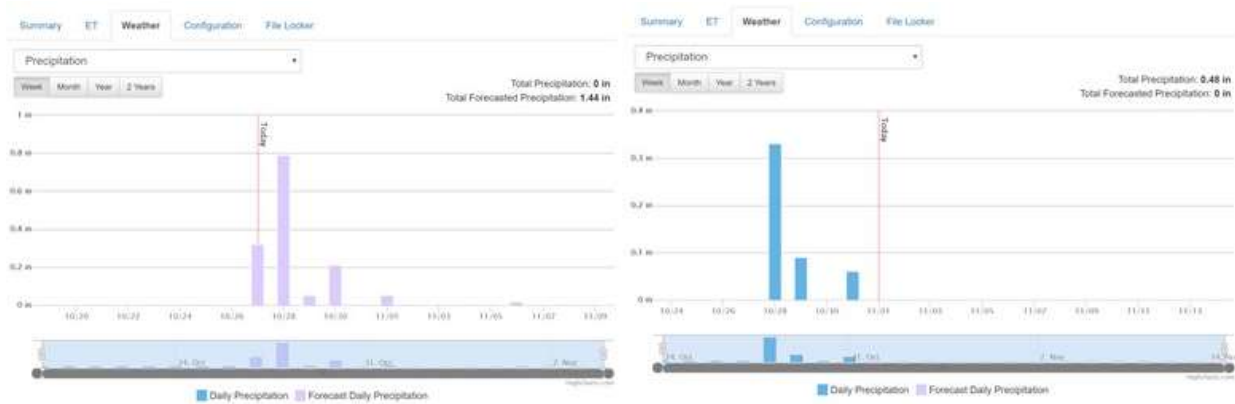 Summary ET Weather Configuration File Locker
Precipitation
Week Month Year 2 Years
Total Precipitation: 0 in
Total Forecasted Precipitation: 1.44 in
1 in
Today
0.8 in
0.6 in
0.4 in
0.2 in
0 in
10/20 10/22 10/24 10/26 10/28 10/30 11/01 11/03 11/05 11/07 11/09
24. Oct 31. Oct 7. Nov
Highcharts.com
Daily Precipitation Forecast Daily Precipitation
Summary ET Weather Configuration File Locker
Precipitation
Week Month Year 2 Years
Total Precipitation: 0.48 in
Total Forecasted Precipitation: 0 in
0.4 in
Today
0.3 in
0.2 in
0.1 in
0 in
10/24 10/26 10/28 10/30 11/01 11/03 11/05 11/07 11/09 11/11 11/13
24. Oct 31. Oct 7. Nov
Daily Precipitation Forecast Daily Precipitation